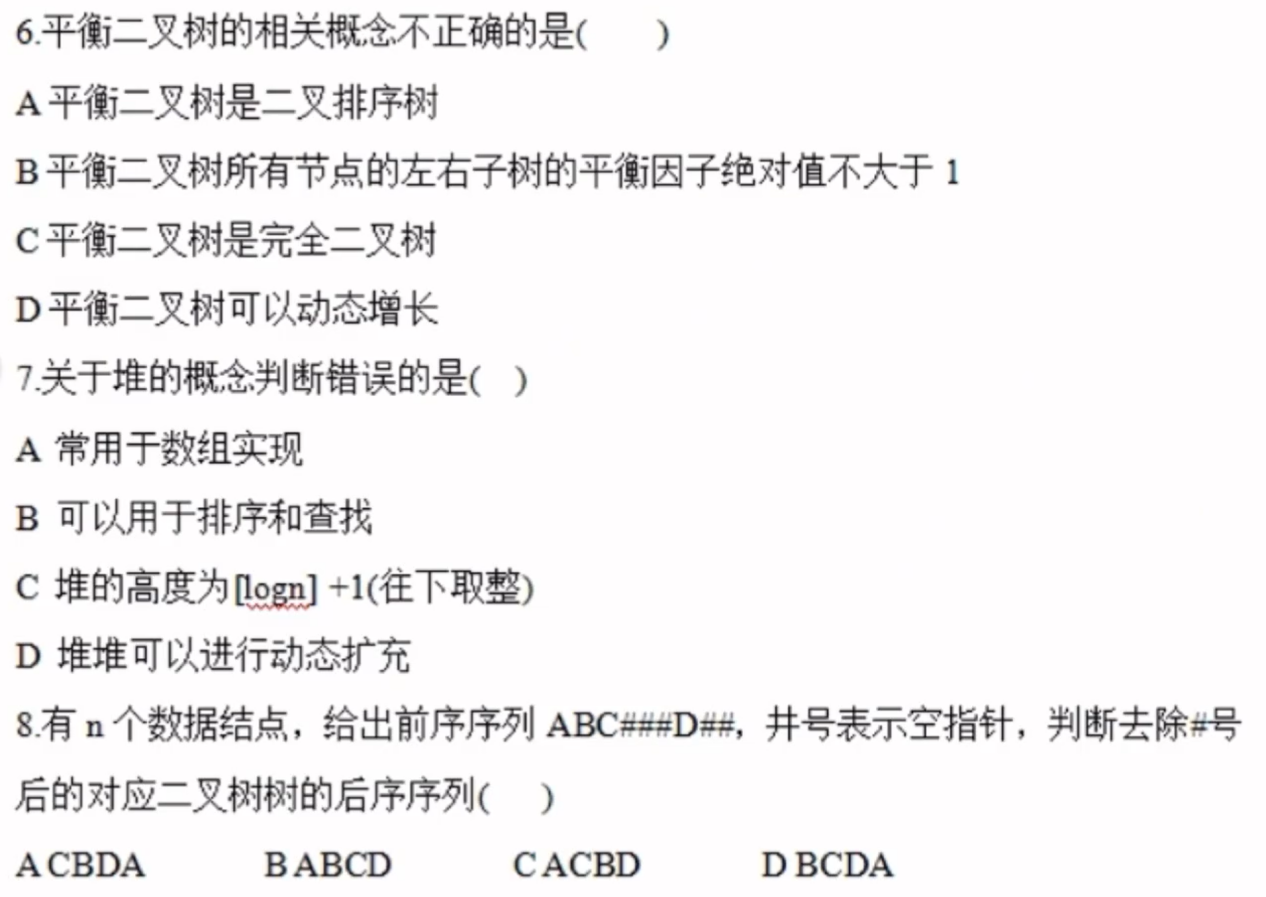 6.平衡二叉树的相关概念不正确的是(  )
A 平衡二叉树是二叉排序树
B 平衡二叉树所有节点的左右子树的平衡因子绝对值不大于 1
C 平衡二叉树是完全二叉树
D 平衡二叉树可以动态增长
7.关于堆的概念判断错误的是( )
A 常用于数组实现
B 可以用于排序和查找
C 堆的高度为[logn] +1(往下取整)
D 堆堆可以进行动态扩充
8.有 n 个数据结点，给出前序序列 ABC###D##，井号表示空指针，判断去除#号
后的对应二叉树树的后序序列( )
A CBDA B ABCD C ACBD D BCDA